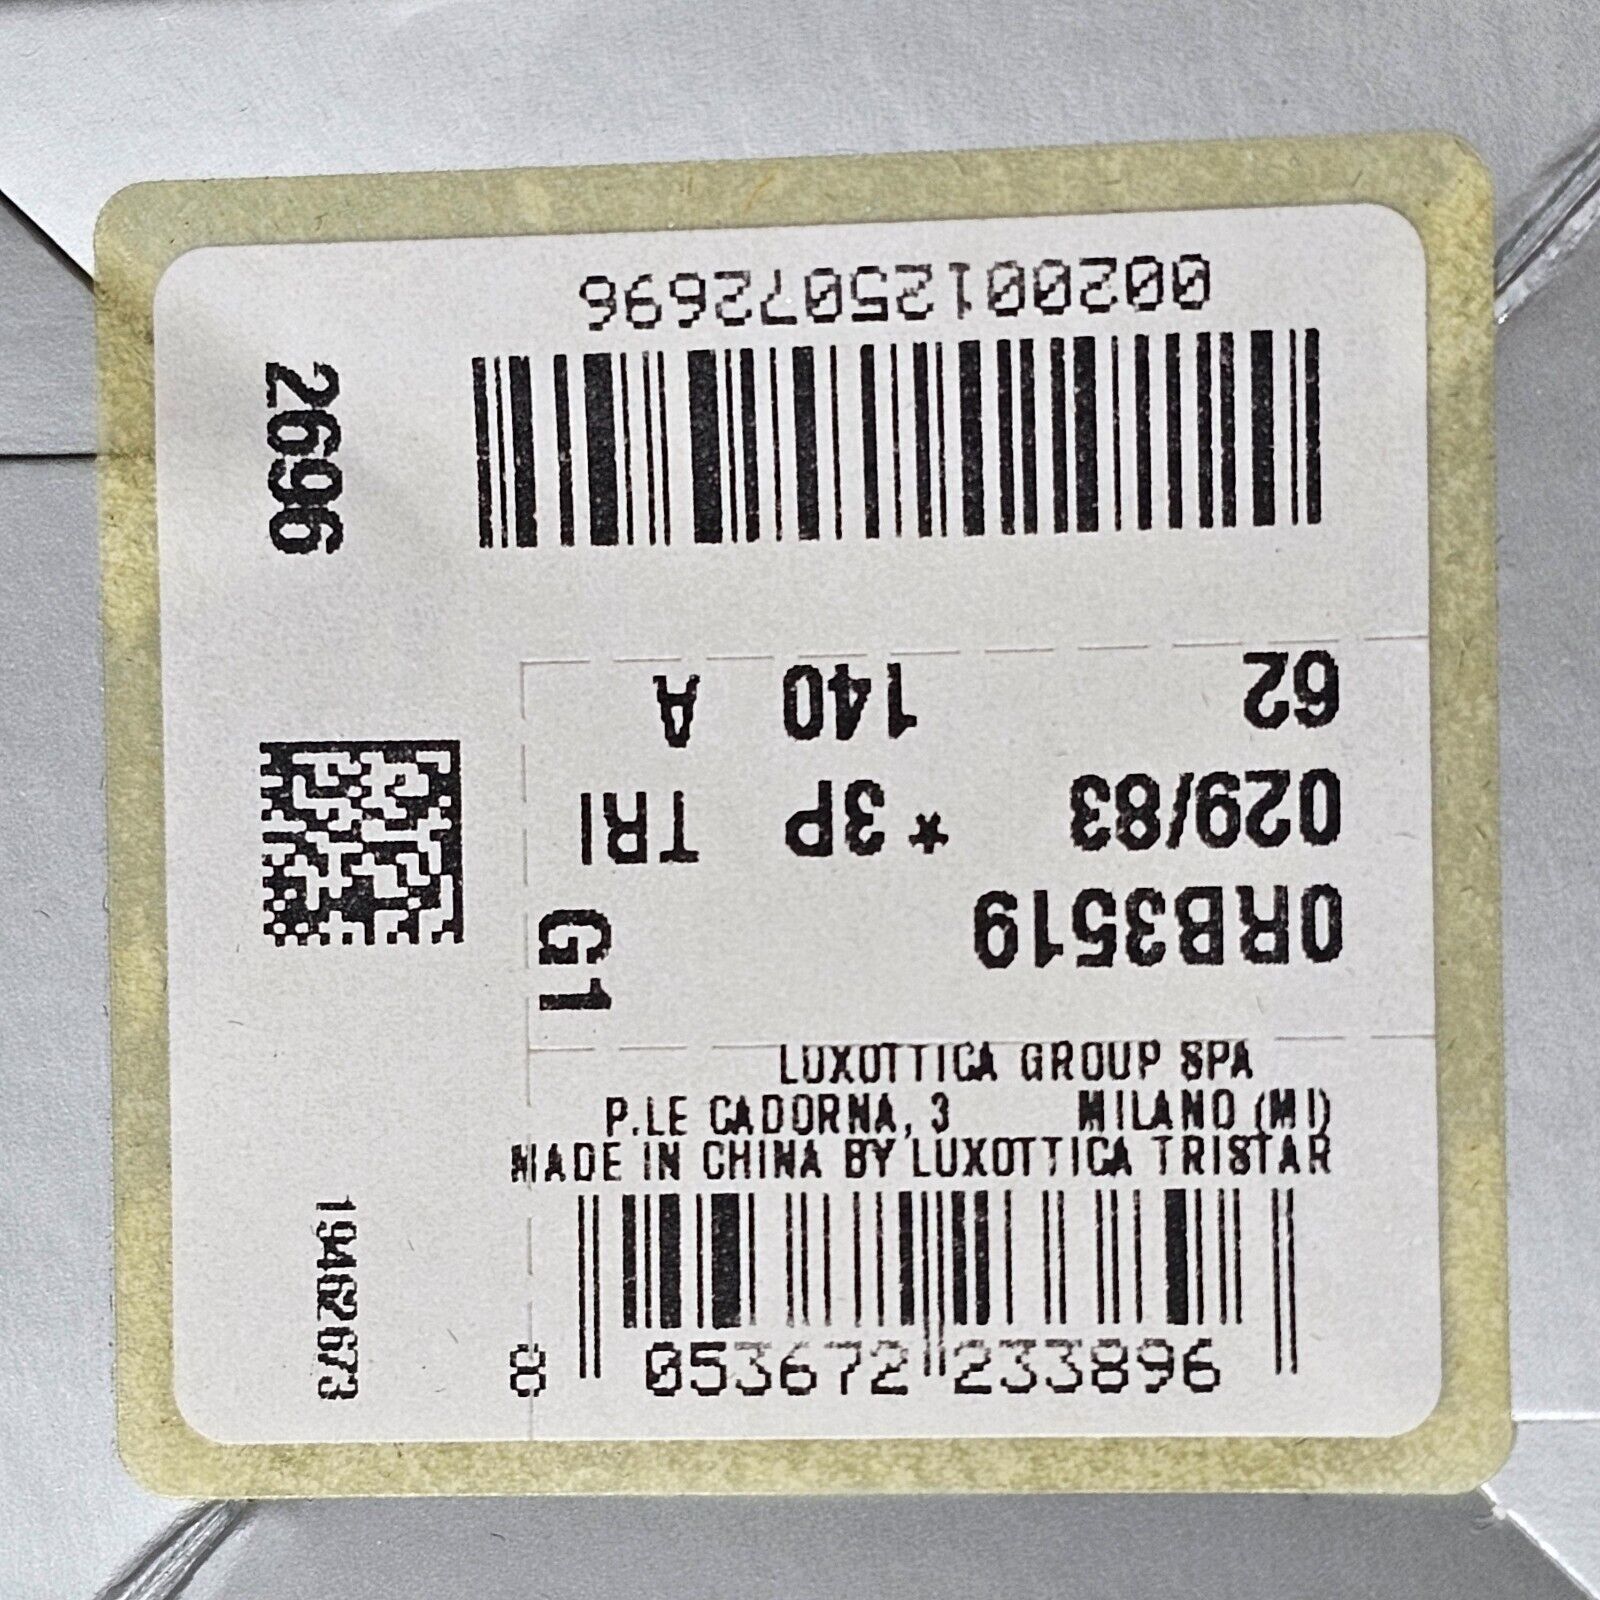 00200125072696
2696
62 140 A
029/83 * 3P TRI
0RB3519
G1
LUXOTTICA GROUP SPA
P.LE CADORNA, 3 MILANO (MI)
MADE IN CHINA BY LUXOTTICA TRISTAR
19462673
8 053672 233896